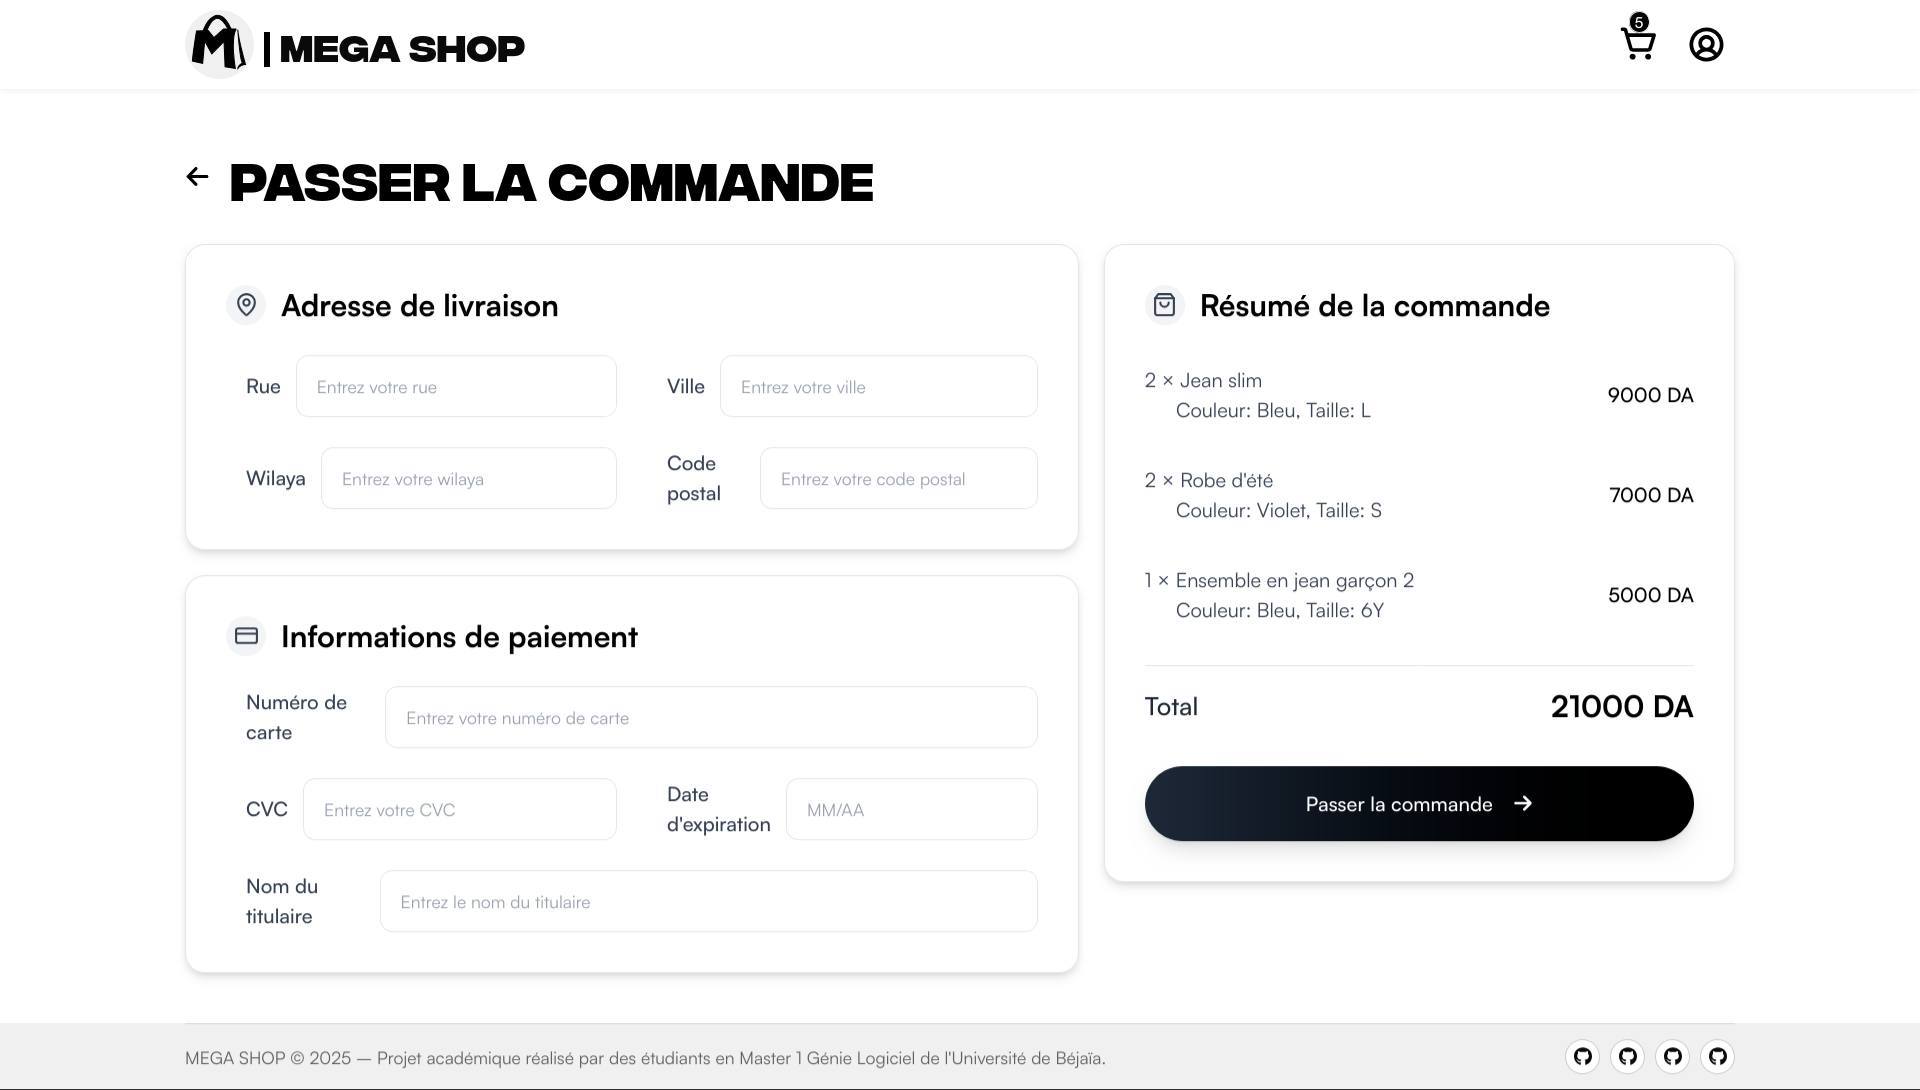 M | MEGA SHOP
5
PASSER LA COMMANDE
Adresse de livraison
Rue
Entrez votre rue
Ville
Entrez votre ville
Wilaya
Entrez votre wilaya
Code
postal
Entrez votre code postal
Informations de paiement
Numéro de
carte
Entrez votre numéro de carte
CVC
Entrez votre CVC
Date
d'expiration
MM/AA
Nom du
titulaire
Entrez le nom du titulaire
Résumé de la commande
2 × Jean slim
Couleur: Bleu, Taille: L
9000 DA
2 × Robe d'été
Couleur: Violet, Taille: S
7000 DA
1 × Ensemble en jean garçon 2
Couleur: Bleu, Taille: 6Y
5000 DA
Total
21000 DA
Passer la commande
MEGA SHOP © 2025 — Projet académique réalisé par des étudiants en Master 1 Génie Logiciel de l'Université de Béjaïa.